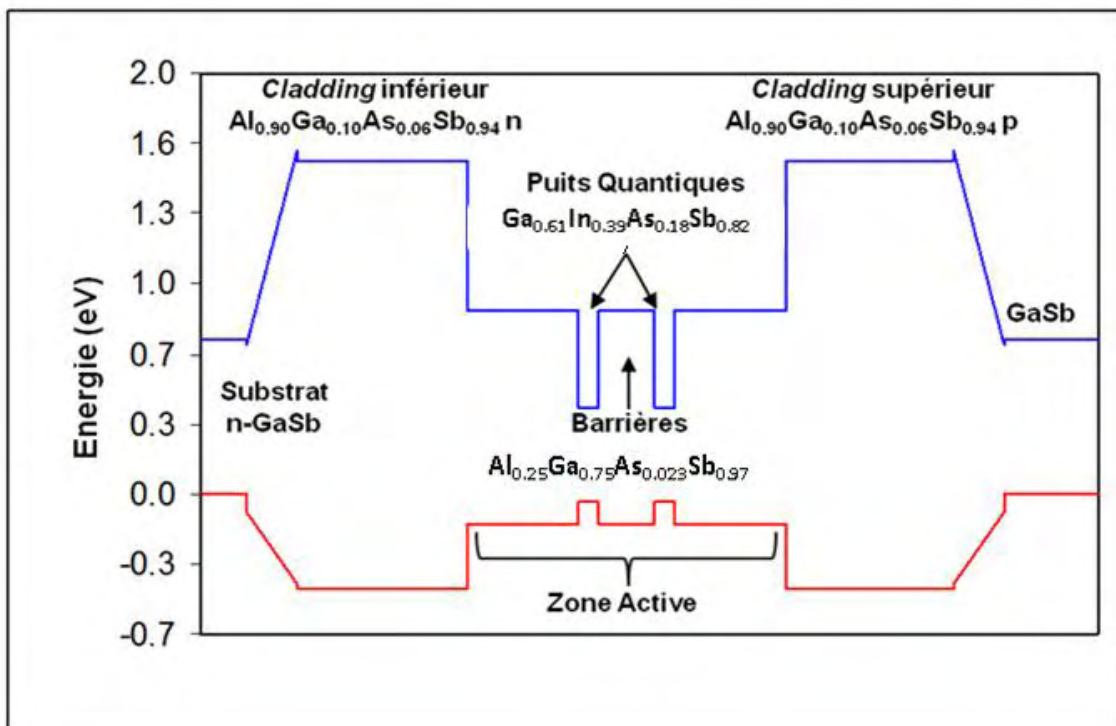 2.0
1.6
1.3
1.0
0.7
0.3
0.0
-0.3
-0.7
Energie (eV)
Cladding inférieur
Al0.90Ga0.10As0.06Sb0.94 n
Cladding supérieur
Al0.90Ga0.10As0.06Sb0.94 p
Puits Quantiques
Ga0.61In0.39As0.18Sb0.82
GaSb
Substrat
n-GaSb
Barrières
Al0.25Ga0.75As0.023Sb0.97
Zone Active